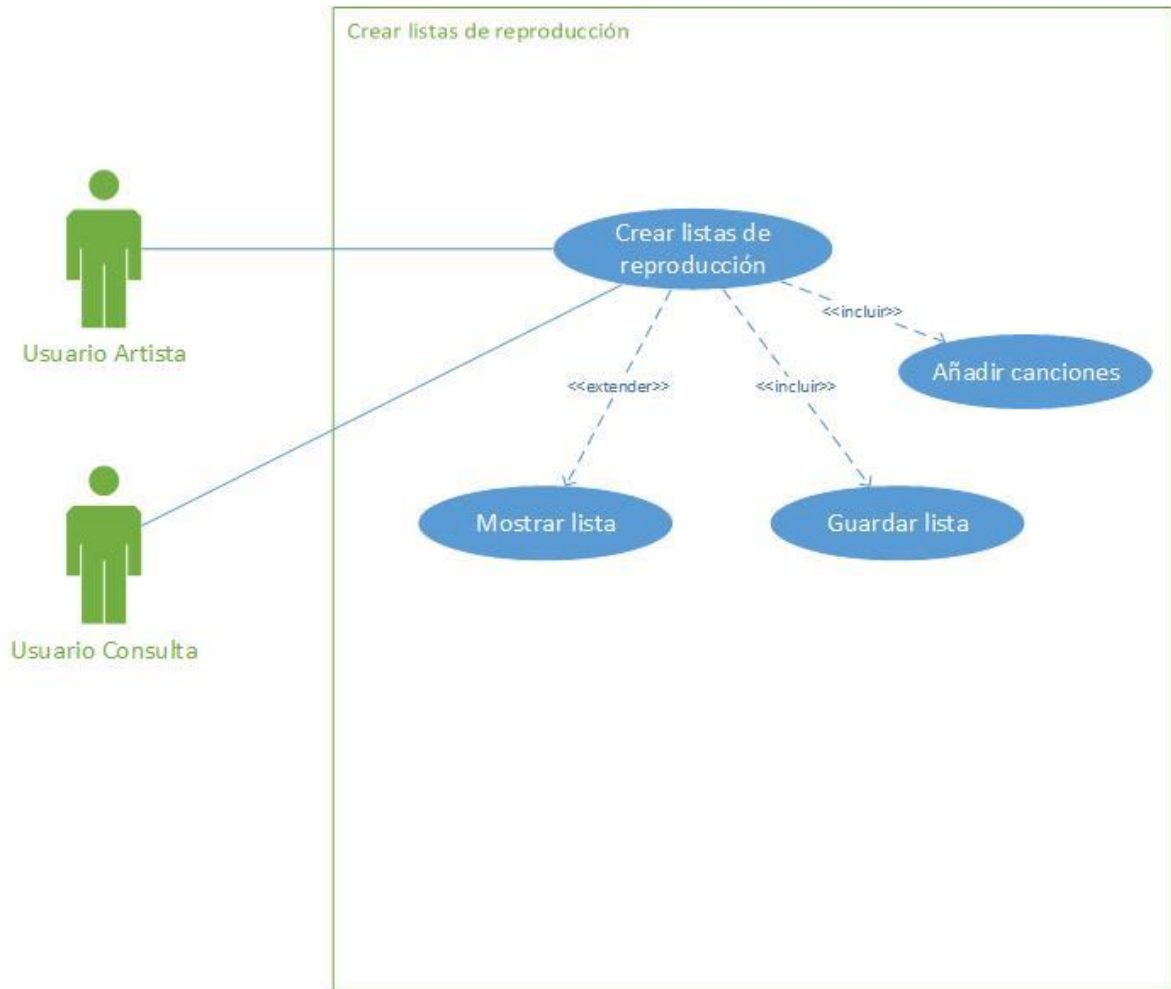 Crear listas de reproducción
Crear listas de
reproducción
<<incluir>>
Usuario Artista
Añadir canciones
<<extender>>
<<incluir>>
Mostrar lista
Guardar lista
Usuario Consulta